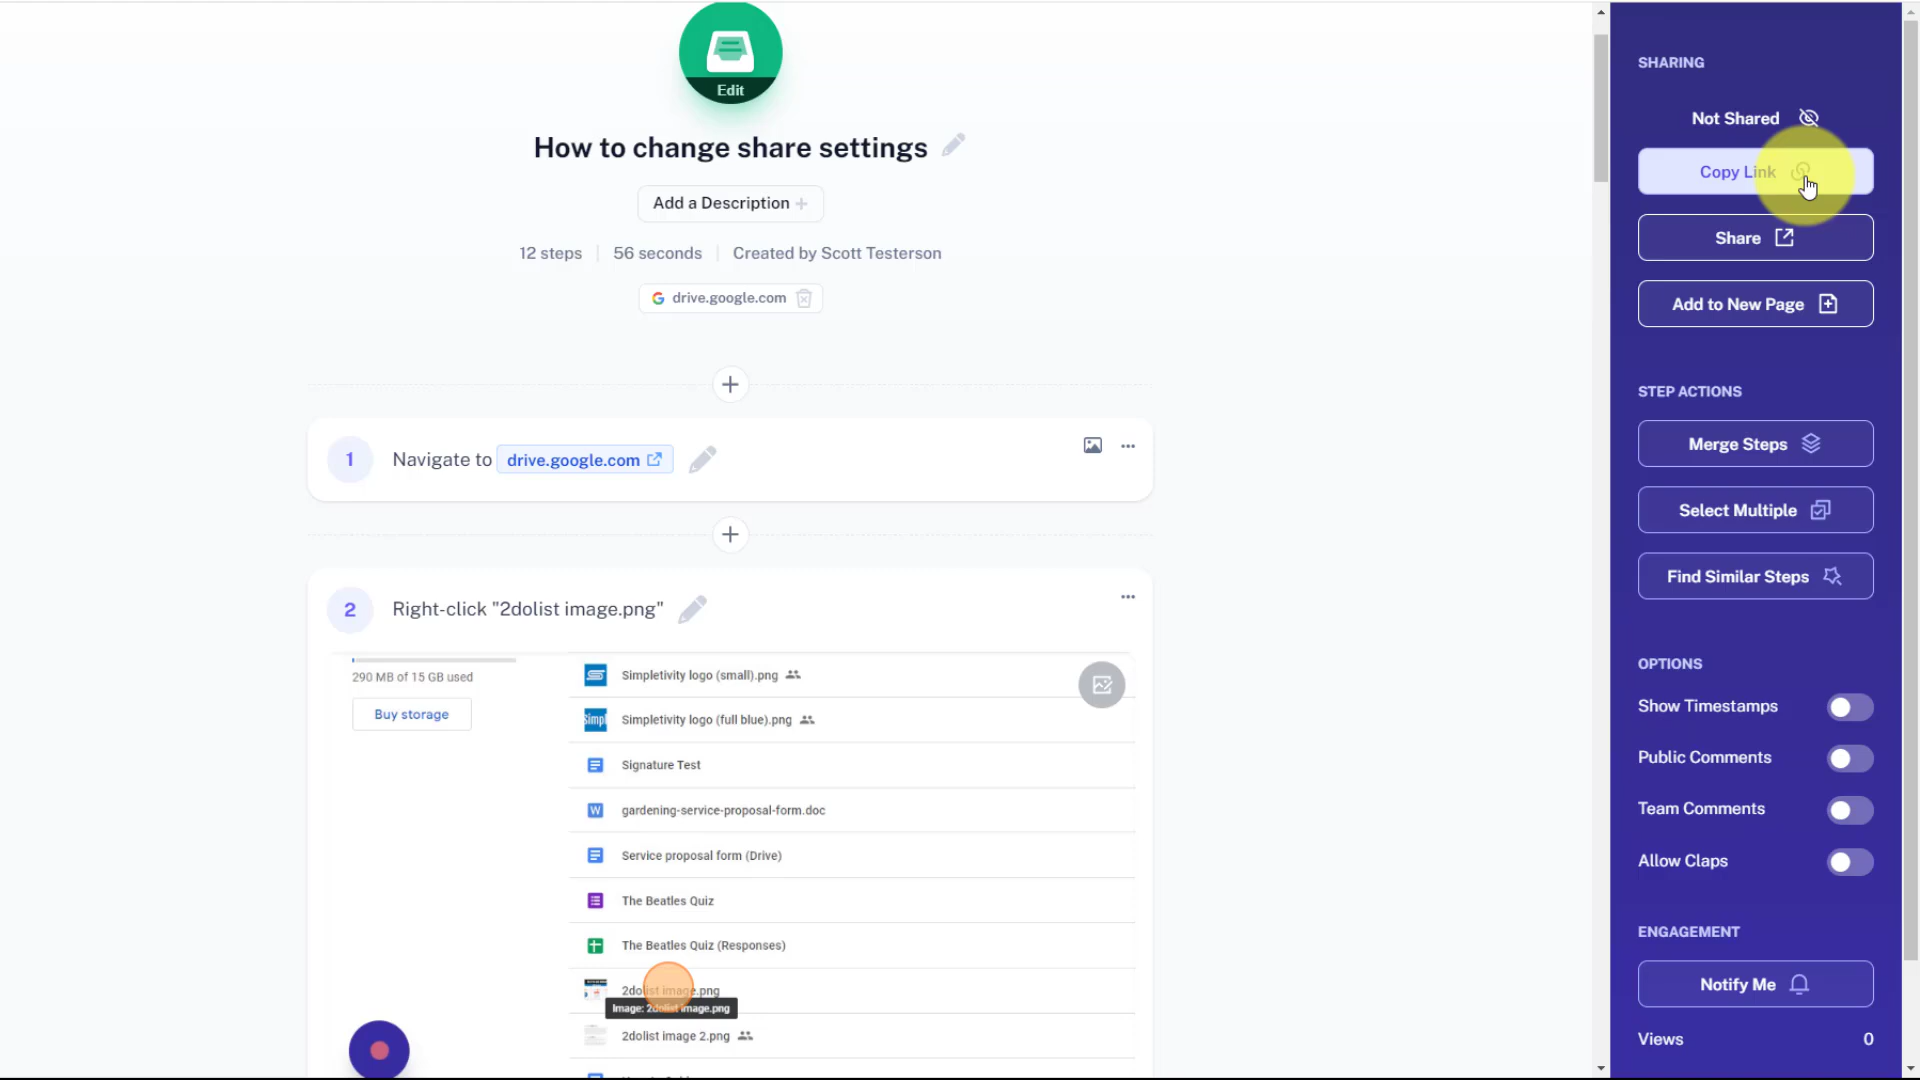 Edit
How to change share settings
Add a Description
12 steps 56 seconds Created by Scott Testerson
drive.google.com
1 Navigate to drive.google.com
2 Right-click "2dolist image.png"
290 MB of 15 GB used
Buy storage
Simpletivity logo (small).png
Simpl Simpletivity logo (full blue).png
Signature Test
W gardening-service-proposal-form.doc
Service proposal form (Drive)
The Beatles Quiz
The Beatles Quiz (Responses)
2dolist image.png
Image: 2dolist image.png
2dolist image 2.png
SHARING
Not Shared
Copy Link
Share
Add to New Page
STEP ACTIONS
Merge Steps
Select Multiple
Find Similar Steps
OPTIONS
Show Timestamps
Public Comments
Team Comments
Allow Claps
ENGAGEMENT
Notify Me
Views 0